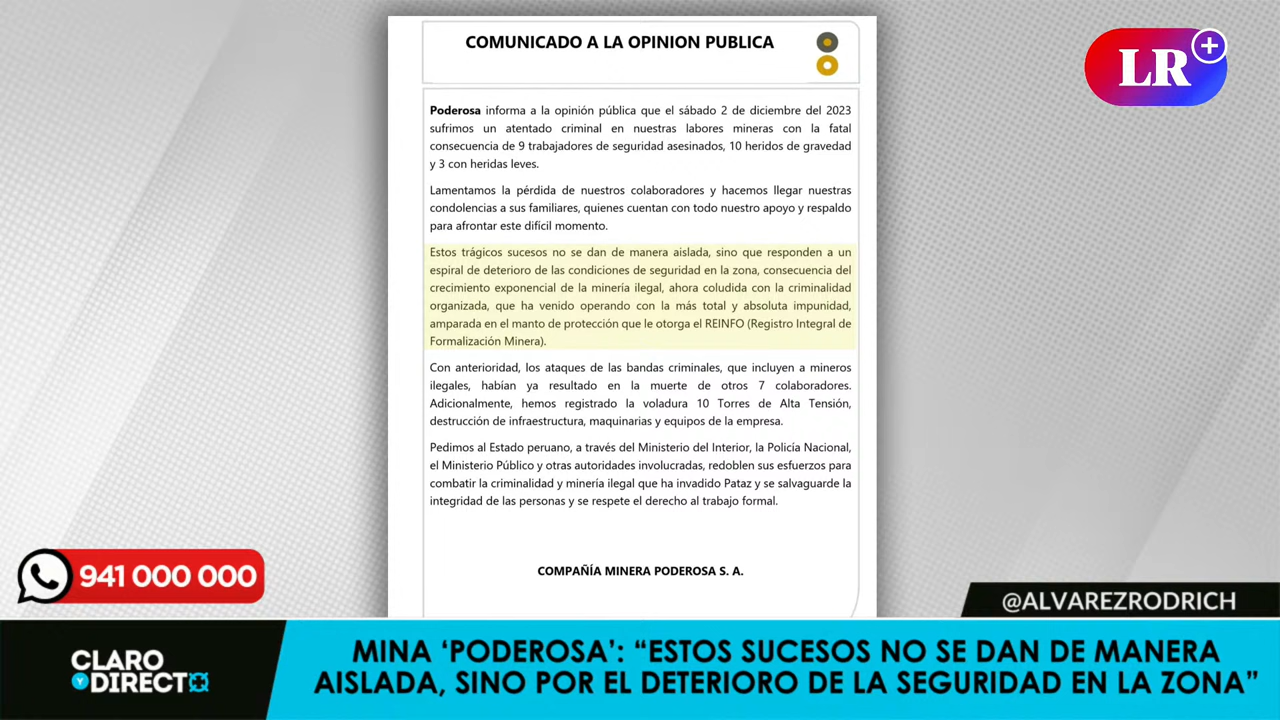 COMUNICADO A LA OPINION PUBLICA
LR+
Poderosa informa a la opinión pública que el sábado 2 de diciembre del 2023
sufrimos un atentado criminal en nuestras labores mineras con la fatal
consecuencia de 9 trabajadores de seguridad asesinados, 10 heridos de gravedad
y 3 con heridas leves.
Lamentamos la pérdida de nuestros colaboradores y hacemos llegar nuestras
condolencias a sus familiares, quienes cuentan con todo nuestro apoyo y respaldo
para afrontar este difícil momento.
Estos trágicos sucesos no se dan de manera aislada, sino que responden a un
espiral de deterioro de las condiciones de seguridad en la zona, consecuencia del
crecimiento exponencial de la minería ilegal, ahora coludida con la criminalidad
organizada, que ha venido operando con la más total y absoluta impunidad,
amparada en el manto de protección que le otorga el REINFO (Registro Integral de
Formalización Minera).
Con anterioridad, los ataques de las bandas criminales, que incluyen a mineros
ilegales, habían ya resultado en la muerte de otros 7 colaboradores.
Adicionalmente, hemos registrado la voladura 10 Torres de Alta Tensión,
destrucción de infraestructura, maquinarias y equipos de la empresa.
Pedimos al Estado peruano, a través del Ministerio del Interior, la Policía Nacional,
el Ministerio Público y otras autoridades involucradas, redoblen sus esfuerzos para
combatir la criminalidad y minería ilegal que ha invadido Pataz y se salvaguarde la
integridad de las personas y se respete el derecho al trabajo formal.
COMPAÑÍA MINERA PODEROSA S. A.
941 000 000
@ALVAREZRODRICH
CLARO
Y DIRECTO
MINA ‘PODEROSA’: “ESTOS SUCESOS NO SE DAN DE MANERA
AISLADA, SINO POR EL DETERIORO DE LA SEGURIDAD EN LA ZONA”